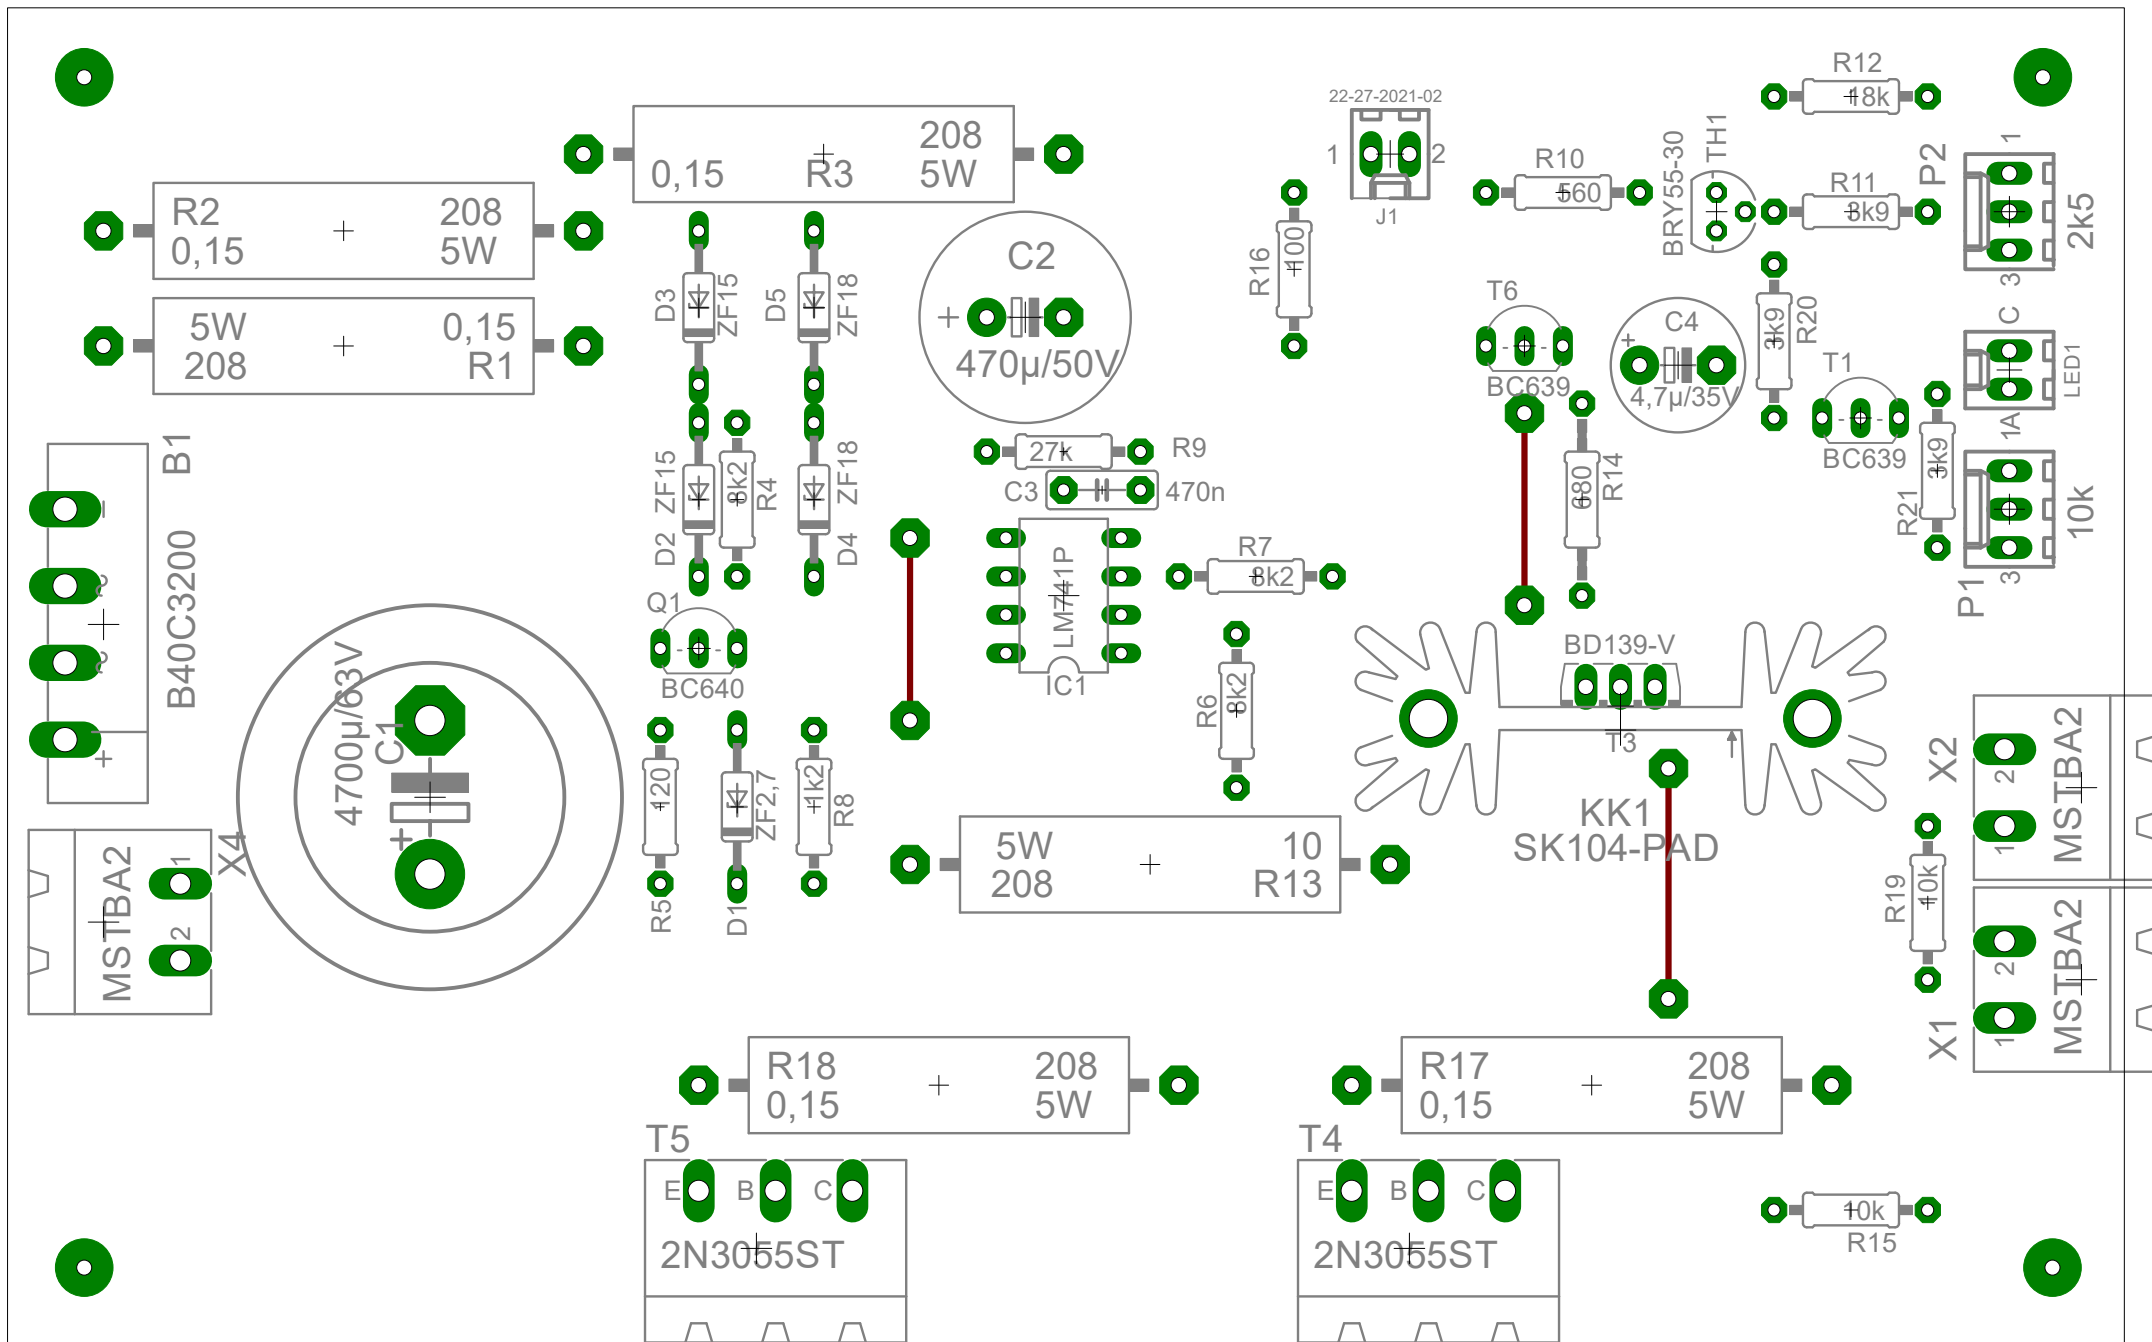 R12
18k
22-27-2021-02
1
2
J1
208
0,15
R3
5W
R10
560
BRY55-30
TH1
R11
3k9
P2
1
3
2k5
R2
208
0,15
5W
R16
100
C2
+
470µ/50V
D3
ZF15
D5
ZF18
T6
BC639
C4
+
4,7µ/35V
3k9
R20
C
LED1
1A
T1
BC639
5W
0,15
208
R1
B1
B40C3200
-
~
~
+
ZF15
D2
8k2
R4
ZF18
D4
27k
R9
C3
470n
LM741P
IC1
R7
8k2
680
R14
3k9
R21
10k
P1
3
Q1
BC640
R6
8k2
BD139-V
T3
4700µ/63V
C1
+
120
R5
ZF2,7
D1
1k2
R8
KK1
SK104-PAD
X2
2
1
MSTBA2
X4
1
2
MSTBA2
5W
10
208
R13
R19
10k
X1
2
1
MSTBA2
R18
208
0,15
5W
R17
208
0,15
5W
T5
E
B
C
2N3055ST
T4
E
B
C
2N3055ST
10k
R15